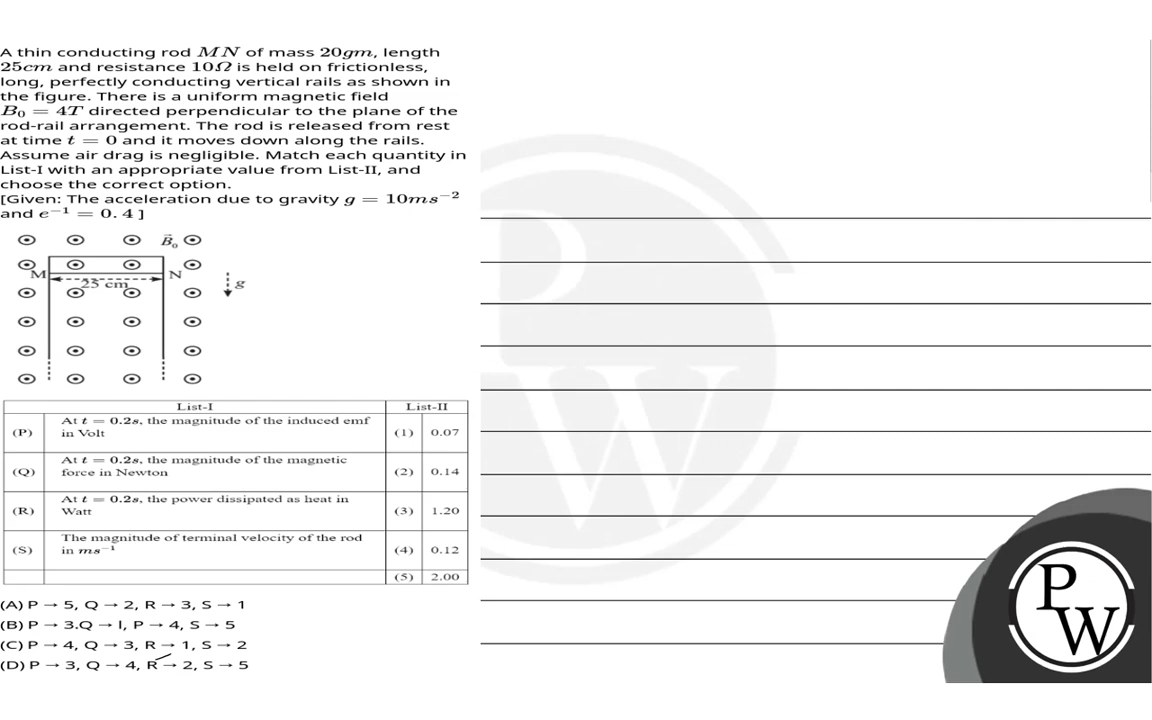 A thin conducting rod MN of mass 20gm, length
25cm and resistance 10Ω is held on frictionless,
long, perfectly conducting vertical rails as shown in
the figure. There is a uniform magnetic field
B₀ = 4T directed perpendicular to the plane of the
rod-rail arrangement. The rod is released from rest
at time t = 0 and it moves down along the rails.
Assume air drag is negligible. Match each quantity in
List-I with an appropriate value from List-II, and
choose the correct option.
[Given: The acceleration due to gravity g = 10ms⁻²
and e⁻¹ = 0. 4 ]
B⃗₀
M N
25 cm g
List-I List-II
(P) At t = 0.2s, the magnitude of the induced emf
in Volt (1) 0.07
(Q) At t = 0.2s, the magnitude of the magnetic
force in Newton (2) 0.14
(R) At t = 0.2s, the power dissipated as heat in
Watt (3) 1.20
(S) The magnitude of terminal velocity of the rod
in ms⁻¹ (4) 0.12
(5) 2.00
(A) P → 5, Q → 2, R → 3, S → 1
(B) P → 3.Q → l, P → 4, S → 5
(C) P → 4, Q → 3, R → 1, S → 2
(D) P → 3, Q → 4, R → 2, S → 5
PW
PW